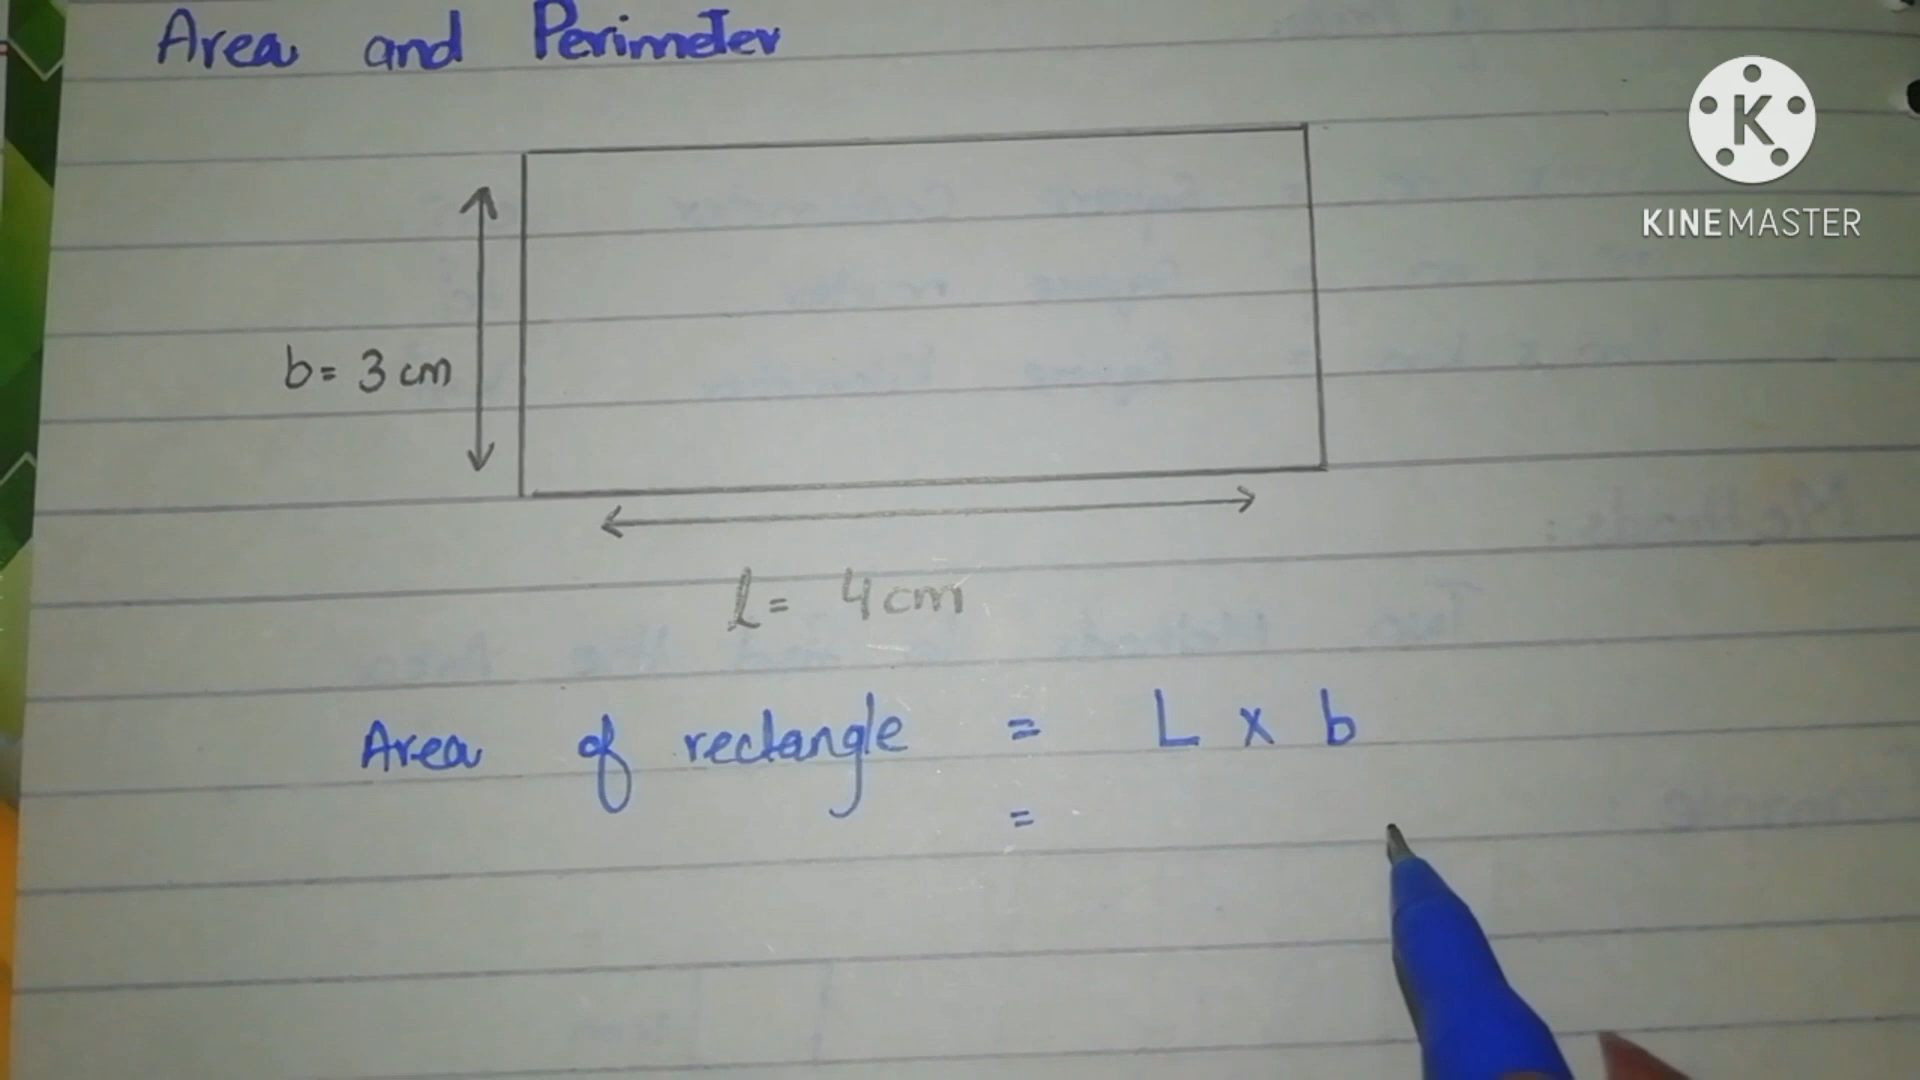 Area and Perimeter
K
KINEMASTER
b = 3 cm
l = 4 cm
Area of rectangle = L x b
=